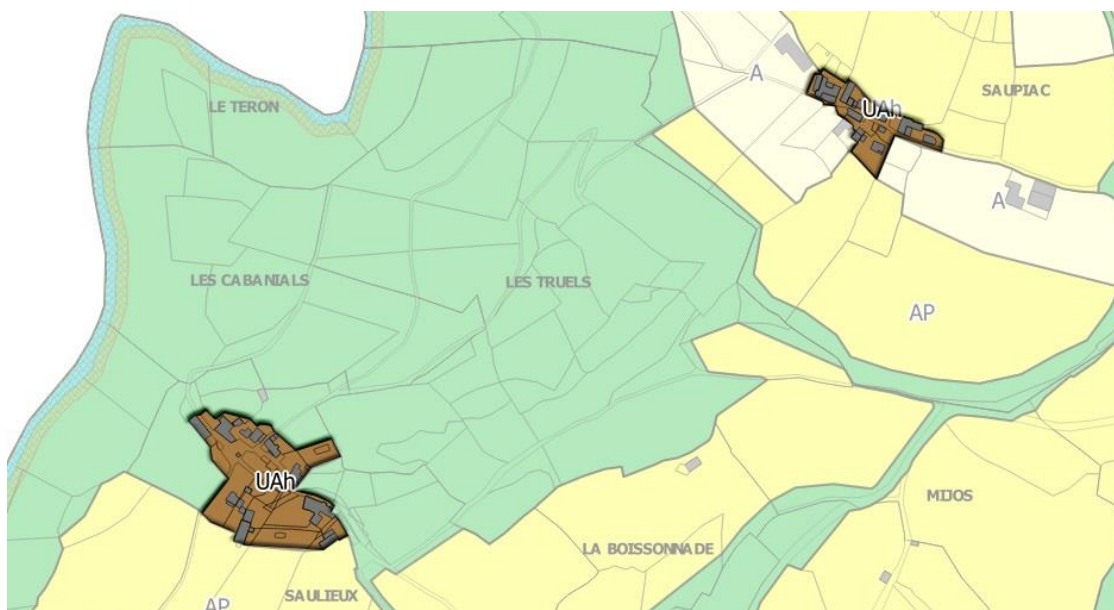 A
SAUPIAC
LE TERON
UAh
A
LES CABANIALS
LES TRUELS
AP
UAh
MIJOS
LA BOISSONNADE
SAULIEUX
AP